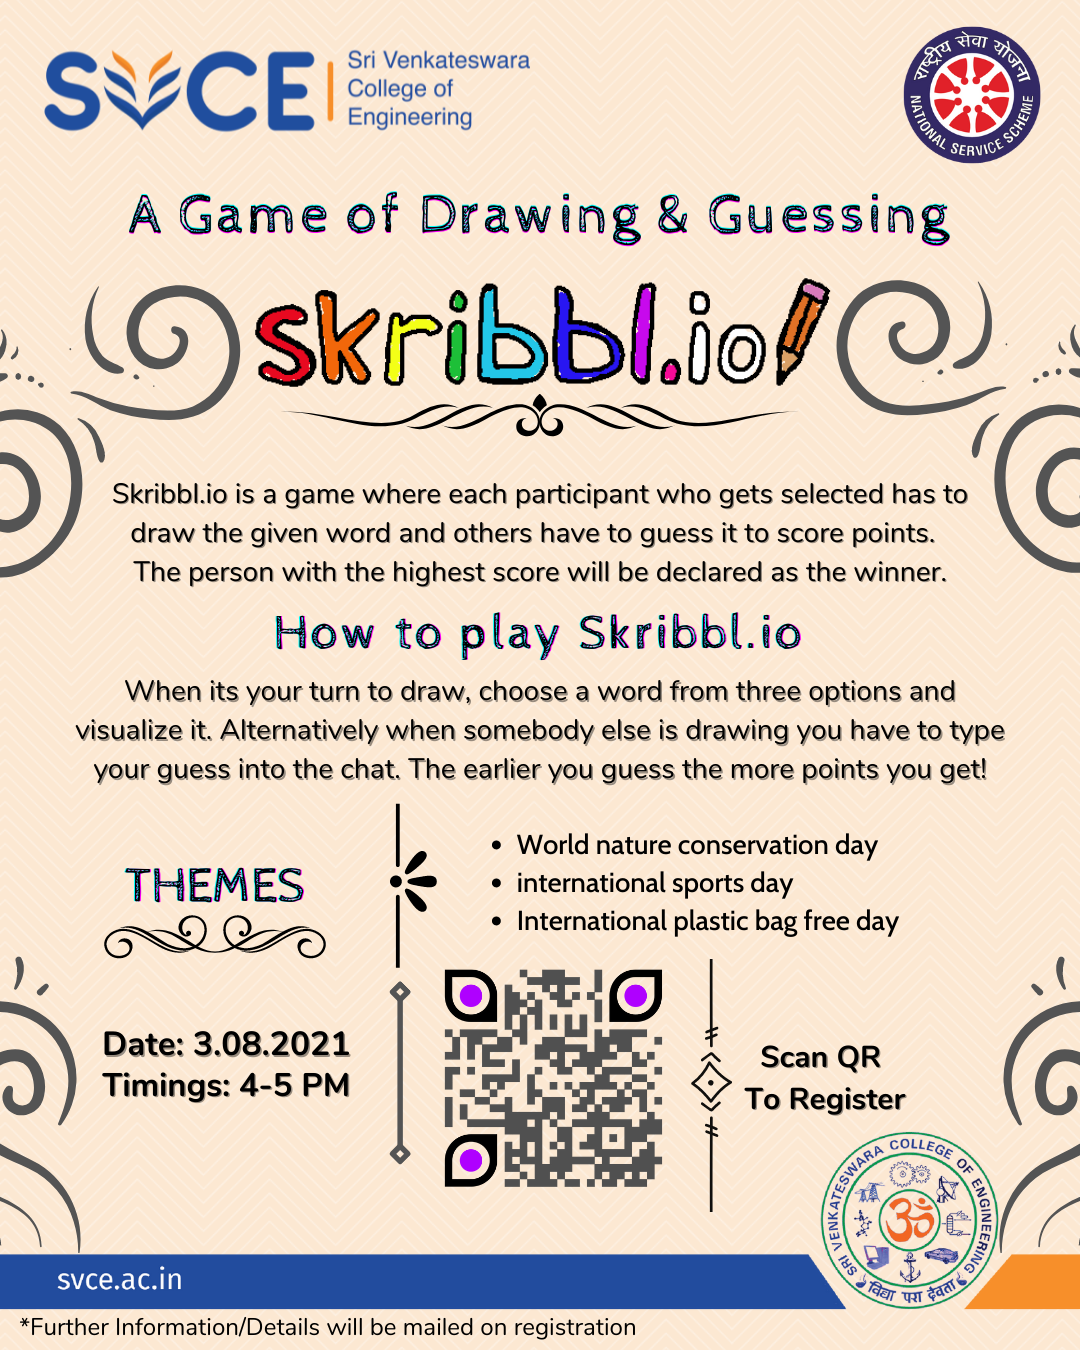 SVCE
Sri Venkateswara
College of
Engineering
राष्ट्रीय सेवा योजना
NATIONAL SERVICE SCHEME
A Game of Drawing & Guessing
skribbl.io
Skribbl.io is a game where each participant who gets selected has to
draw the given word and others have to guess it to score points.
The person with the highest score will be declared as the winner.
How to play Skribbl.io
When its your turn to draw, choose a word from three options and
visualize it. Alternatively when somebody else is drawing you have to type
your guess into the chat. The earlier you guess the more points you get!
THEMES
• World nature conservation day
• international sports day
• International plastic bag free day
Date: 3.08.2021
Timings: 4-5 PM
Scan QR
To Register
SRI VENKATESWARA COLLEGE OF ENGINEERING
ॐ
विद्या परा देवता
svce.ac.in
*Further Information/Details will be mailed on registration